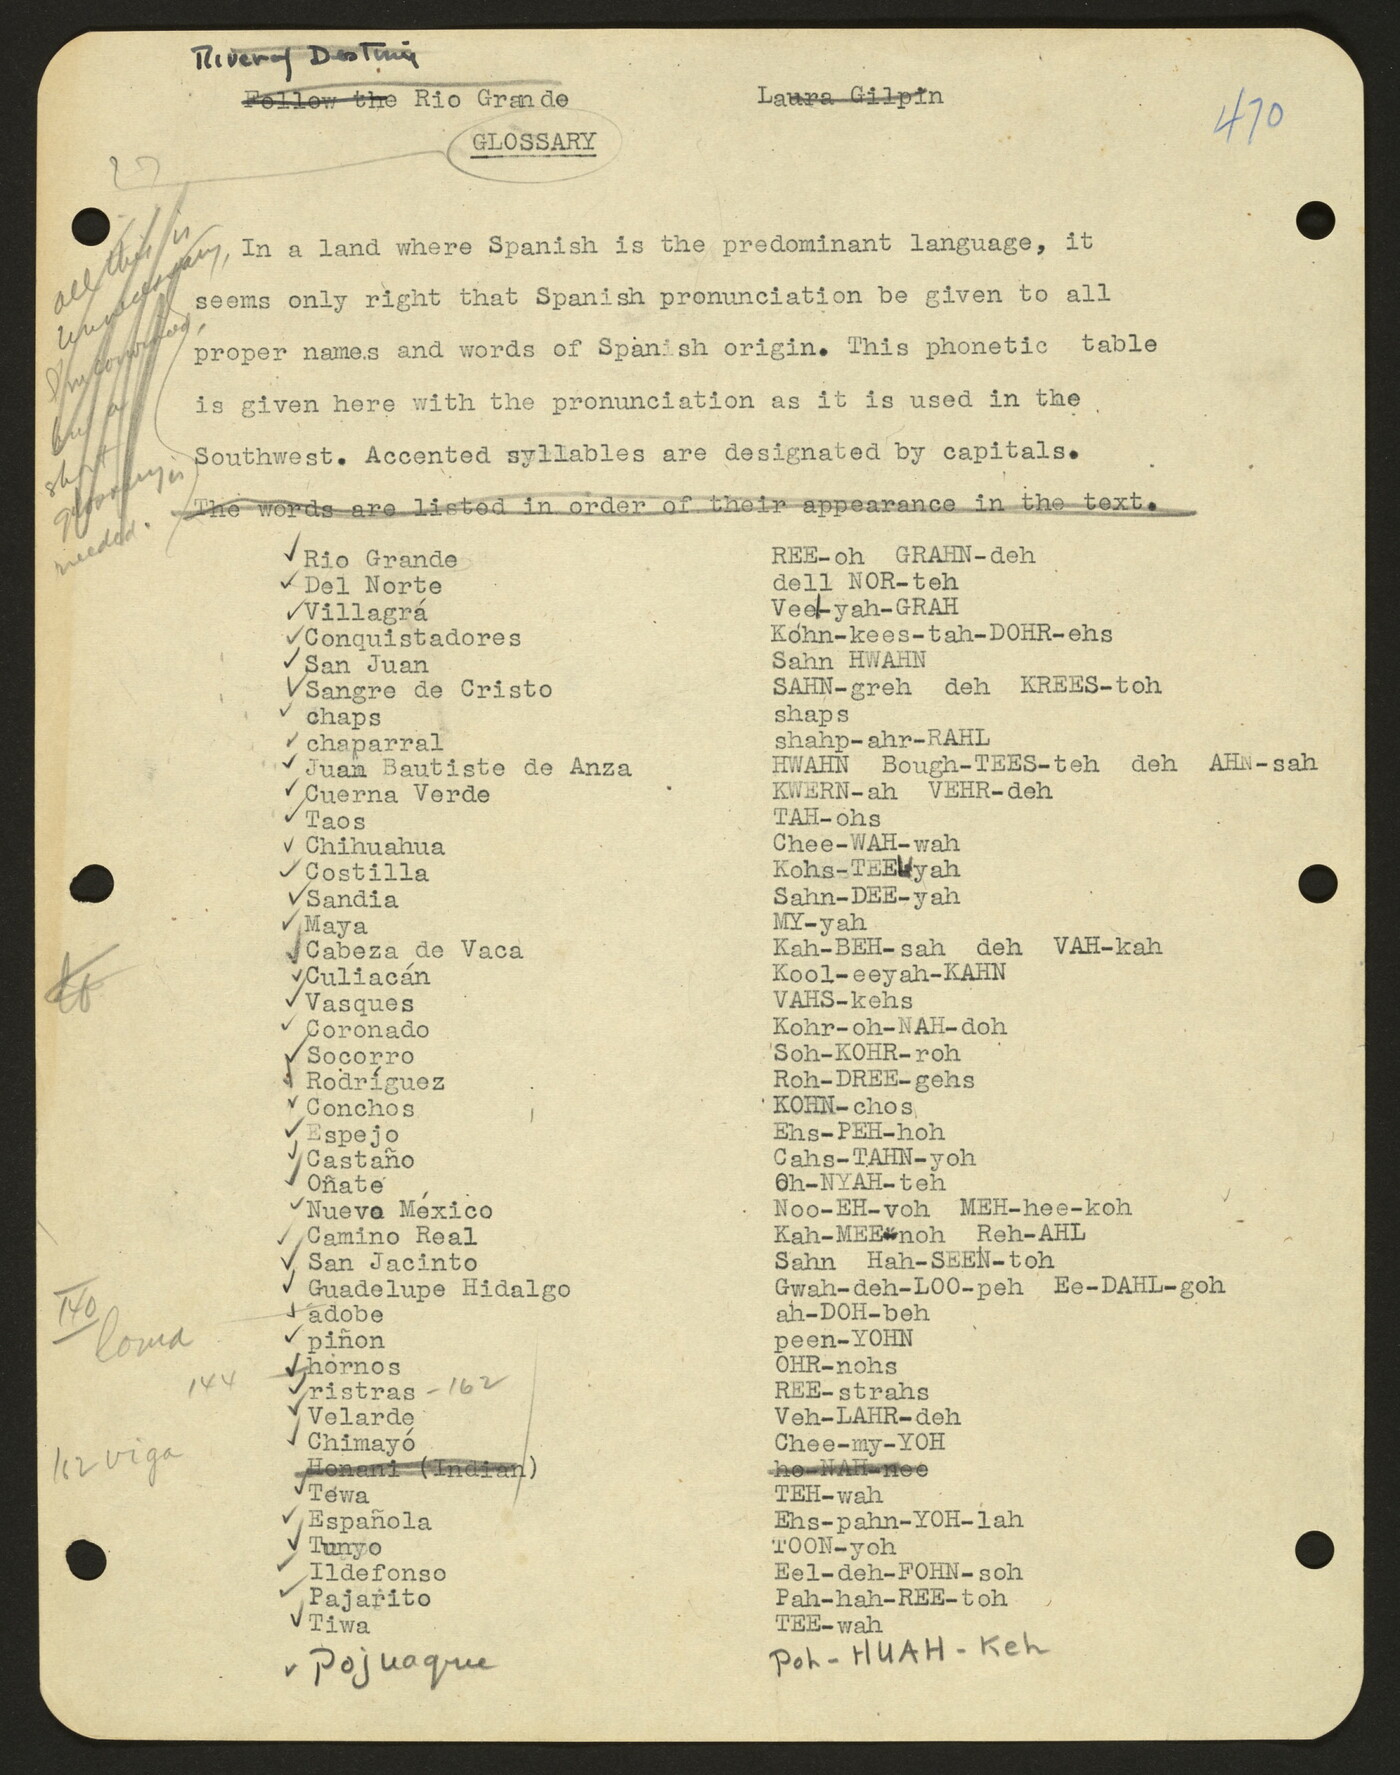 River of Destiny
Follow the Rio Grande Laura Gilpin
470
GLOSSARY
all this is
unnecessary,
I'm convinced,
but a
short
glossary is
needed.
In a land where Spanish is the predominant language, it
seems only right that Spanish pronunciation be given to all
proper names and words of Spanish origin. This phonetic table
is given here with the pronunciation as it is used in the
Southwest. Accented syllables are designated by capitals.
The words are listed in order of their appearance in the text.
✓ Rio Grande REE-oh GRAHN-deh
✓ Del Norte dell NOR-teh
✓ Villagrá Veel-yah-GRAH
✓ Conquistadores Kohn-kees-tah-DOHR-ehs
✓ San Juan Sahn HWAHN
✓ Sangre de Cristo SAHN-greh deh KREES-toh
✓ chaps shaps
✓ chaparral shahp-ahr-RAHL
✓ Juan Bautiste de Anza HWAHN Bough-TEES-teh deh AHN-sah
✓ Cuerna Verde KWERN-ah VEHR-deh
✓ Taos TAH-ohs
✓ Chihuahua Chee-WAH-wah
✓ Costilla Kohs-TEEL-yah
✓ Sandia Sahn-DEE-yah
✓ Maya MY-yah
✓ Cabeza de Vaca Kah-BEH-sah deh VAH-kah
✓ Culiacán Kool-eeyah-KAHN
✓ Vasques VAHS-kehs
✓ Coronado Kohr-oh-NAH-doh
✓ Socorro Soh-KOHR-roh
✓ Rodríguez Roh-DREE-gehs
✓ Conchos KOHN-chos
✓ Espejo Ehs-PEH-hoh
✓ Castaño Cahs-TAHN-yoh
✓ Oñate Oh-NYAH-teh
✓ Nuevo México Noo-EH-voh MEH-hee-koh
✓ Camino Real Kah-MEE-noh Reh-AHL
✓ San Jacinto Sahn Hah-SEEN-toh
✓ Guadelupe Hidalgo Gwah-deh-LOO-peh Ee-DAHL-goh
140
✓ adobe ah-DOH-beh
loma
✓ piñon peen-YOHN
✓ hornos OHR-nohs
144
✓ ristras - 162 REE-strahs
✓ Velarde Veh-LAHR-deh
✓ Chimayó Chee-my-YOH
viga
Honani (Indian) ho-NAH-nee
✓ Tewa TEH-wah
✓ Española Ehs-pahn-YOH-lah
✓ Tunyo TOON-yoh
✓ Ildefonso Eel-deh-FOHN-soh
✓ Pajarito Pah-hah-REE-toh
✓ Tiwa TEE-wah
✓ Pojuaque Poh-HUAH-Keh